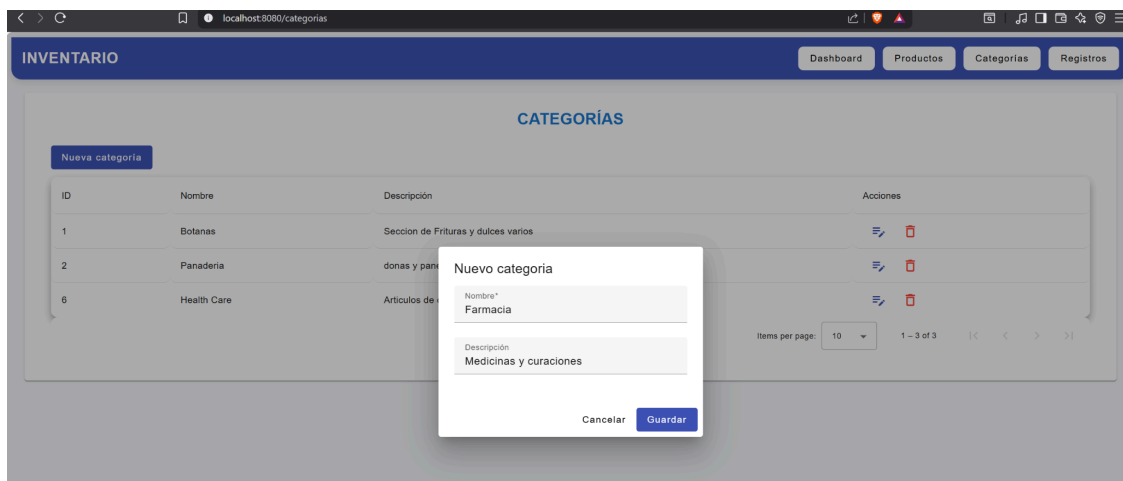 localhost:8080/categorias
INVENTARIO
Dashboard
Productos
Categorías
Registros
CATEGORÍAS
Nueva categoría
ID Nombre Descripción Acciones
1 Botanas Seccion de Frituras y dulces varios
2 Panaderia donas y pane
6 Health Care Articulos de
Nuevo categoria
Nombre*
Farmacia
Descripción
Medicinas y curaciones
Cancelar Guardar
Items per page: 10 1 – 3 of 3